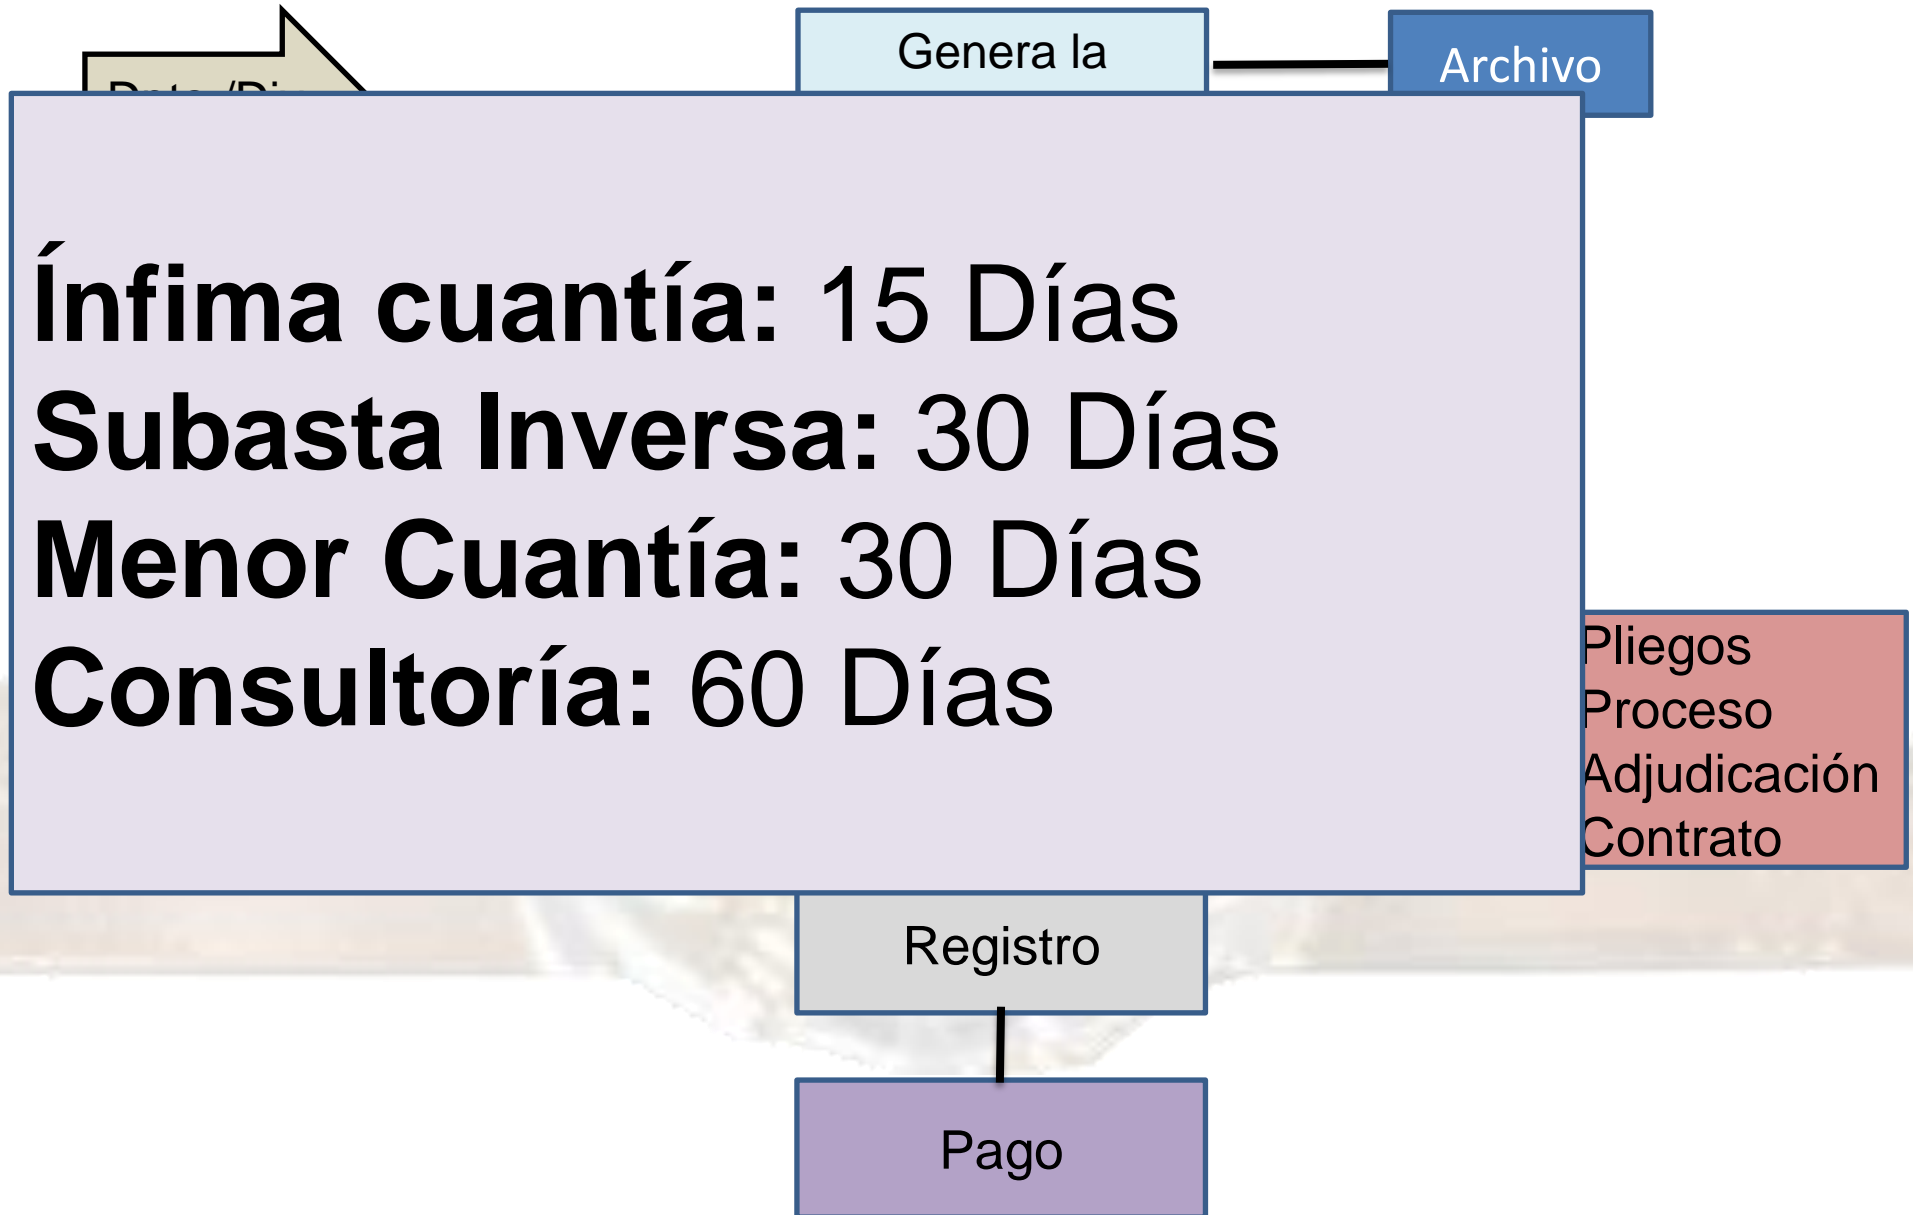 Genera la
Archivo
Ínfima cuantía: 15 Días
Subasta Inversa: 30 Días
Menor Cuantía: 30 Días
Consultoría: 60 Días
Pliegos
Proceso
Adjudicación
Contrato
Registro
Pago